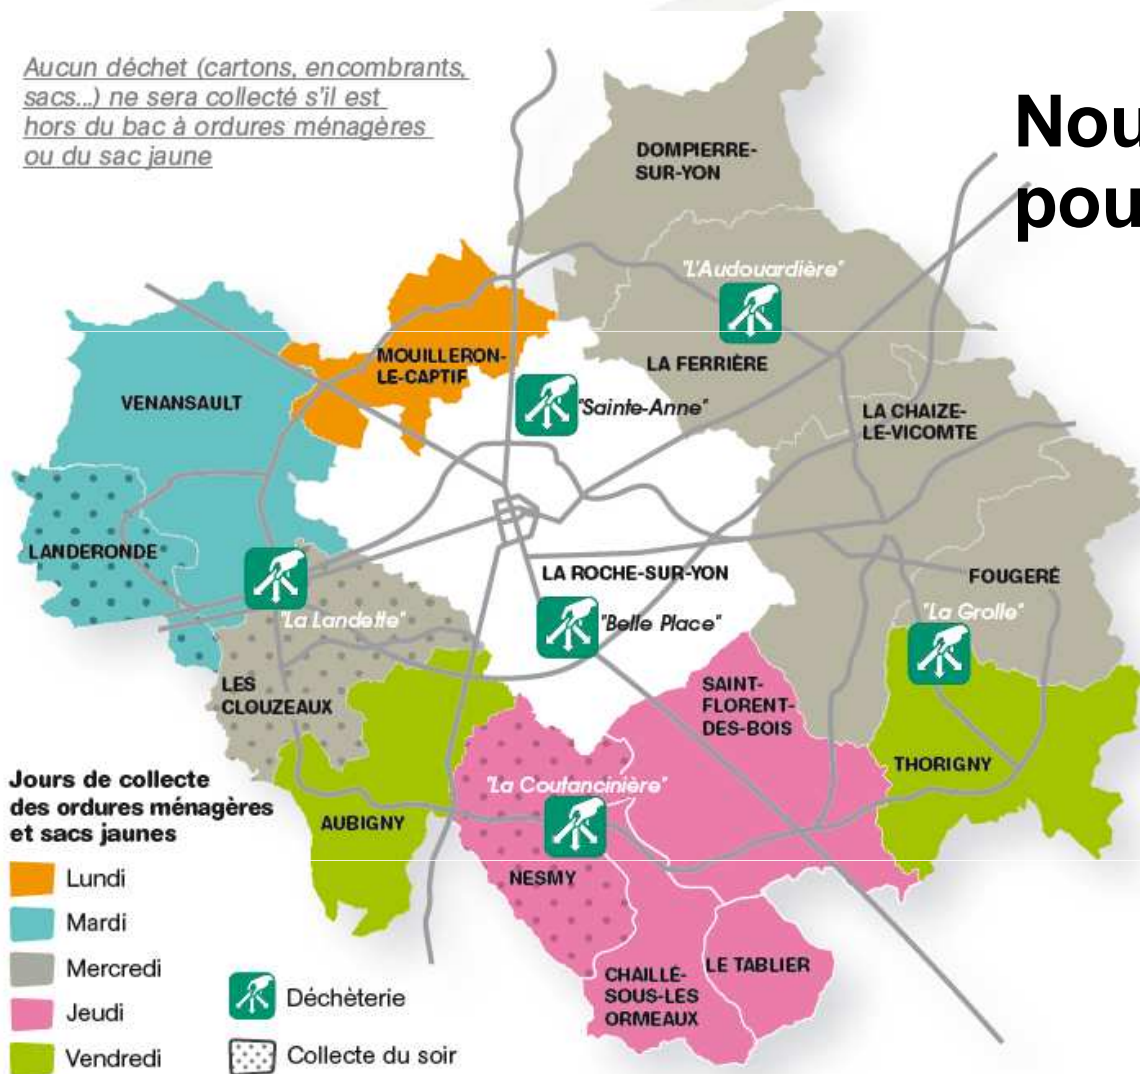 Aucun déchet (cartons, encombrants,
sacs...) ne sera collecté s'il est
hors du bac à ordures ménagères
ou du sac jaune
Nou
pou
DOMPIERRE-
SUR-YON
"L'Audouardière"
MOUILLERON-
LE-CAPTIF
LA FERRIÈRE
VENANSAULT
"Sainte-Anne"
LA CHAIZE-
LE-VICOMTE
LANDERONDE
LA ROCHE-SUR-YON
FOUGERÉ
"La Landette"
"Belle Place"
"La Grolle"
LES
CLOUZEAUX
SAINT-
FLORENT-
DES-BOIS
THORIGNY
"La Coutancinière"
AUBIGNY
NESMY
CHAILLÉ-
SOUS-LES
ORMEAUX
LE TABLIER
Jours de collecte
des ordures ménagères
et sacs jaunes
Lundi
Mardi
Mercredi
Jeudi
Vendredi
Déchèterie
Collecte du soir